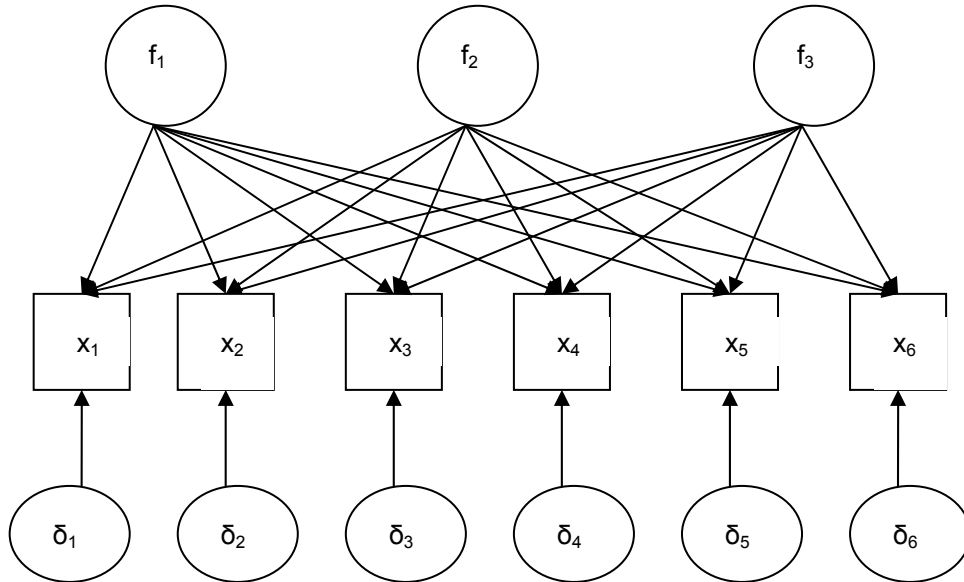 f₁ f₂ f₃
x₁ x₂ x₃ x₄ x₅ x₆
δ₁ δ₂ δ₃ δ₄ δ₅ δ₆